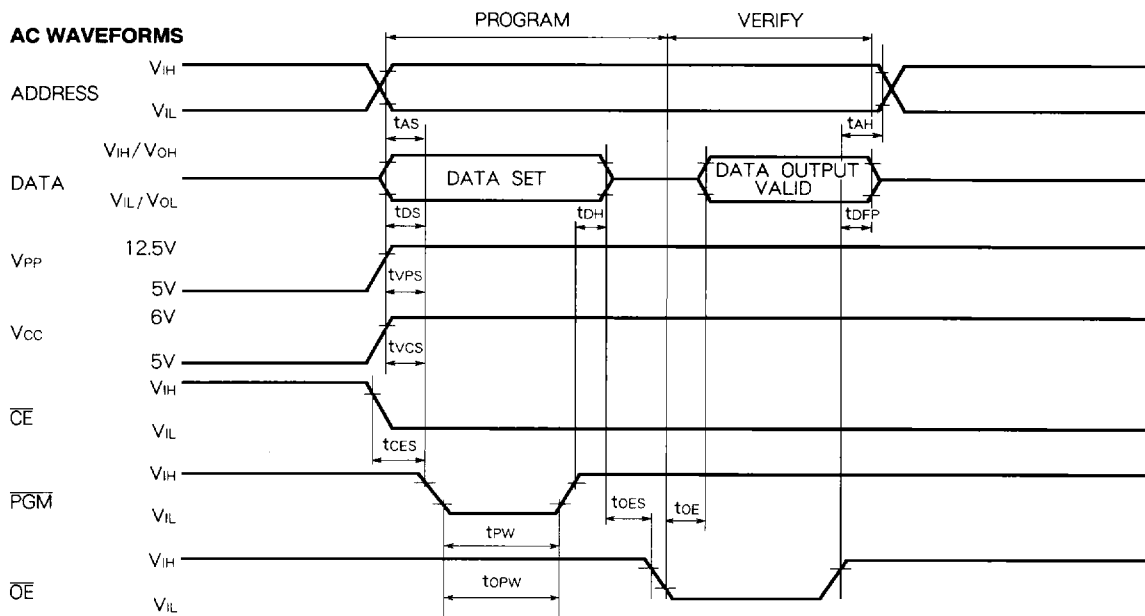 PROGRAM VERIFY
AC WAVEFORMS
ADDRESS
VIH
VIL
tAS
tAH
DATA
VIH/VOH
VIL/VOL
DATA SET
DATA OUTPUT
VALID
tDS
tDH
tDFP
VPP
12.5V
5V
tVPS
VCC
6V
5V
tVCS
CE
VIH
VIL
tCES
PGM
VIH
VIL
tPW
tOES
tOE
OE
VIH
VIL
tOPW